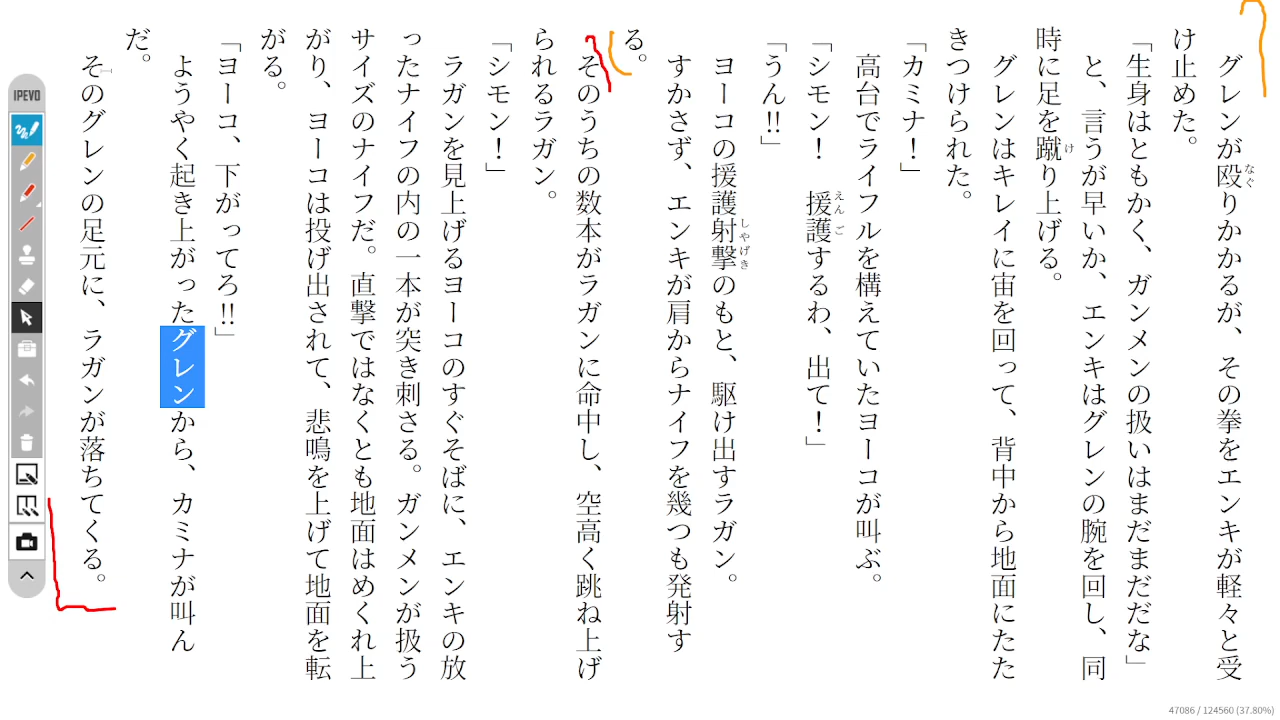 グレンが殴りかかるが、その拳をエンキが軽々と受
け止めた。
「生身はともかく、ガンメンの扱いはまだまだだな」
と、言うが早いか、エンキはグレンの腕を回し、同
時に足を蹴り上げる。
グレンはキレイに宙を回って、背中から地面にたた
きつけられた。
「カミナ！」
高台でライフルを構えていたヨーコが叫ぶ。
「シモン！　援護するわ、出て！」
「うん‼」
ヨーコの援護射撃のもと、駆け出すラガン。
すかさず、エンキが肩からナイフを幾つも発射す
る。
そのうちの数本がラガンに命中し、空高く跳ね上げ
られるラガン。
「シモン！」
ラガンを見上げるヨーコのすぐそばに、エンキの放
ったナイフの内の一本が突き刺さる。ガンメンが扱う
サイズのナイフだ。直撃ではなくとも地面はめくれ上
がり、ヨーコは投げ出されて、悲鳴を上げて地面を転
がる。
「ヨーコ、下がってろ‼」
ようやく起き上がったグレンから、カミナが叫ん
だ。
そのグレンの足元に、ラガンが落ちてくる。
なぐ
け
えんご
しゃげき
IPEVO
47086 / 124560 (37.80%)